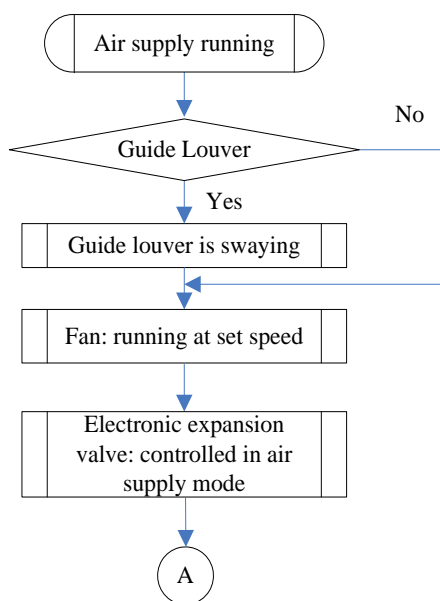 Air supply running
No
Guide Louver
Yes
Guide louver is swaying
Fan: running at set speed
Electronic expansion
valve: controlled in air
supply mode
A